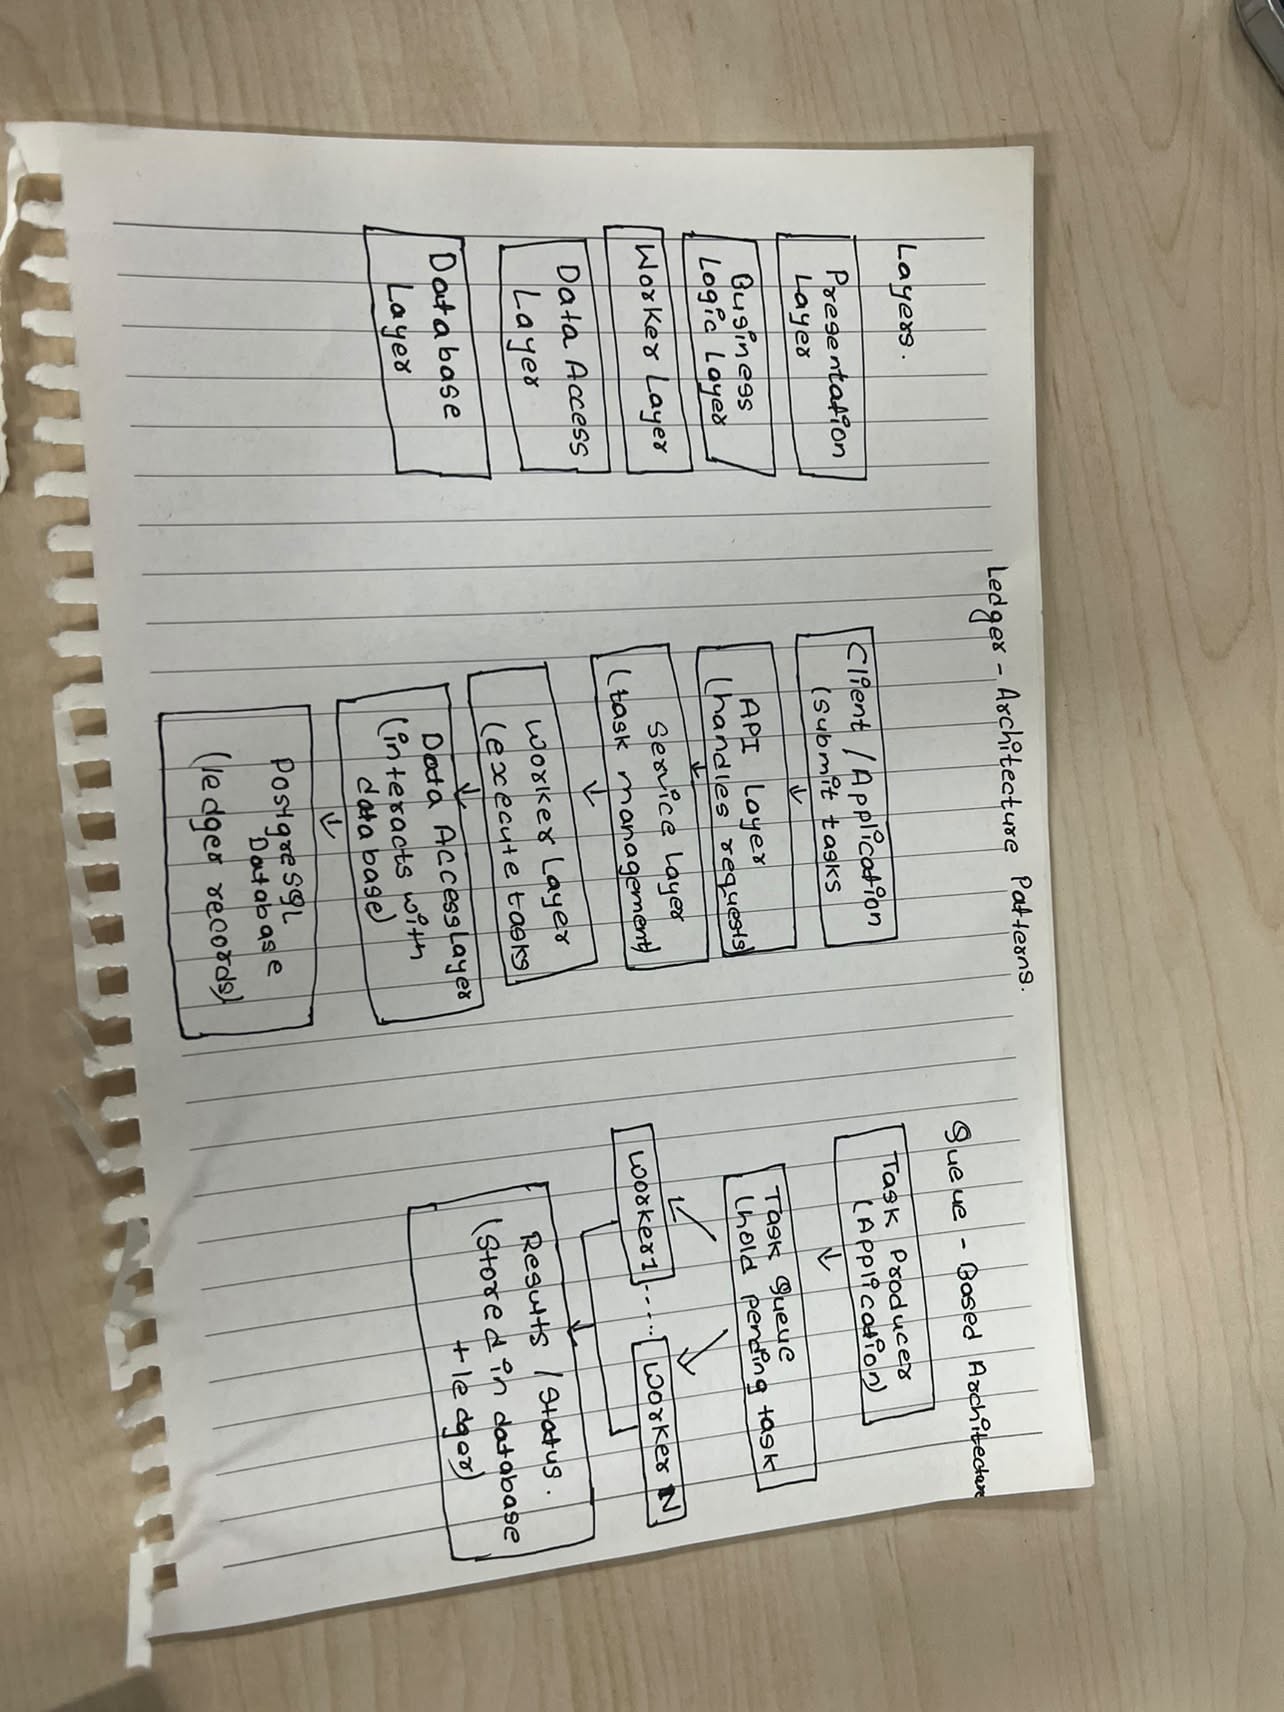 Ledger - Architecture Patterns.
Layers.
Presentation
Layer
Business
Logic Layer
Worker Layer
Data Access
Layer
Database
Layer
Client / Application
(submit tasks
API Layer
(handles requests)
Service Layer
(task management)
Worker Layer
(execute tasks
Data Access Layer
(interacts with
database)
PostgresqL
Database
(ledger records)
Queue - Based Architecture
Task Producer
(Application)
Task Queue
(hold pending task
Worker1 ..... Worker N
Results / Status.
(Stored in database
+ ledger)